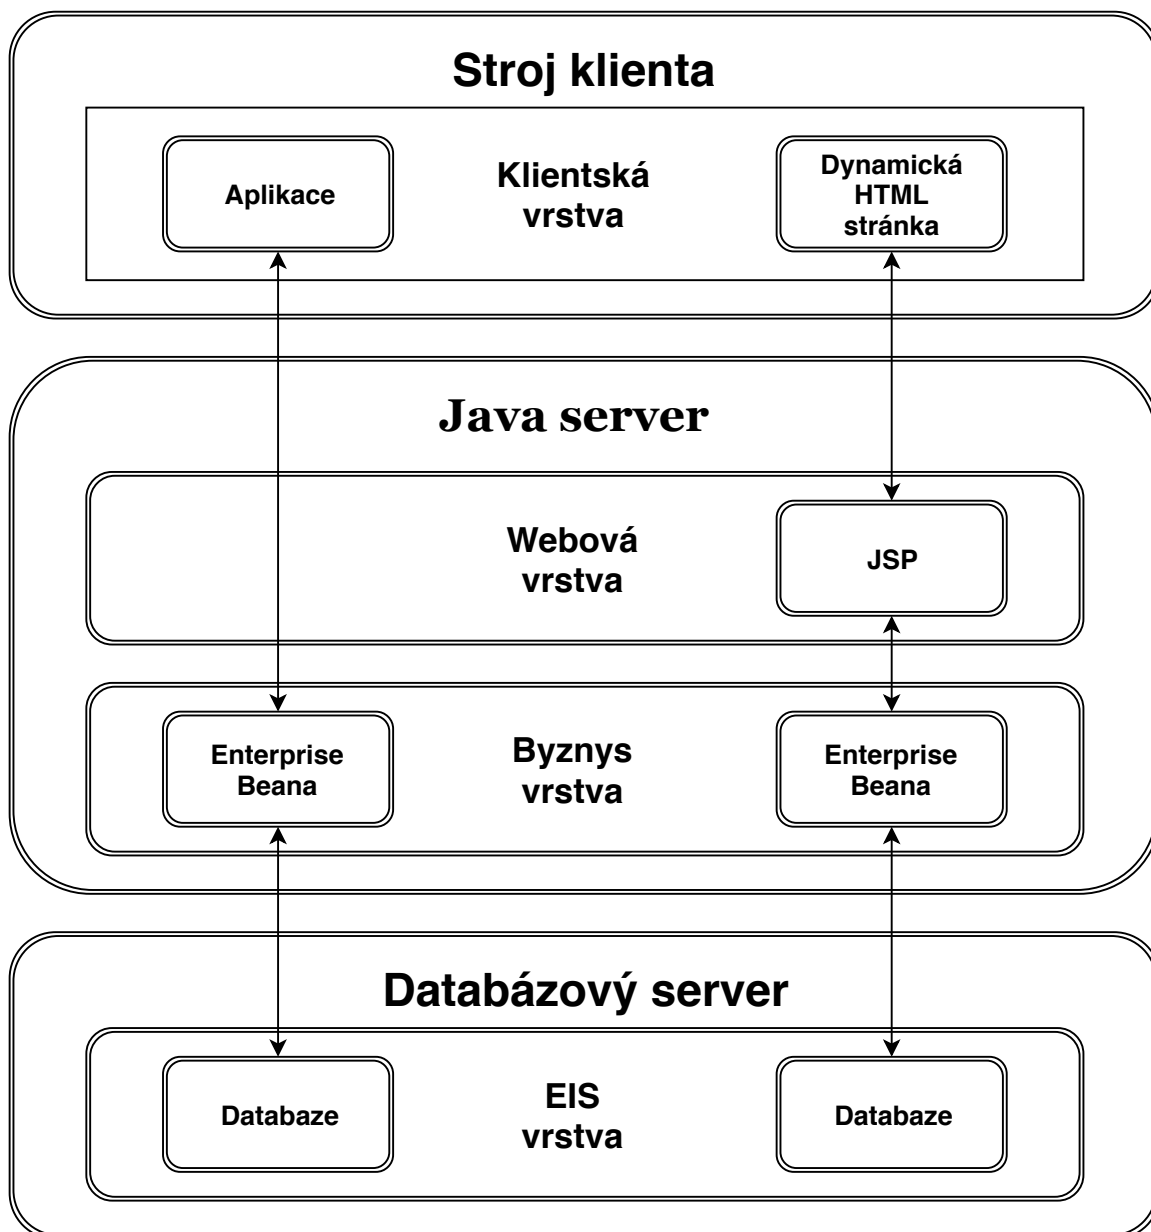 Stroj klienta
Aplikace
Klientská
vrstva
Dynamická
HTML
stránka
Java server
Webová
vrstva
JSP
Enterprise
Beana
Byznys
vrstva
Enterprise
Beana
Databázový server
Databaze
EIS
vrstva
Databaze